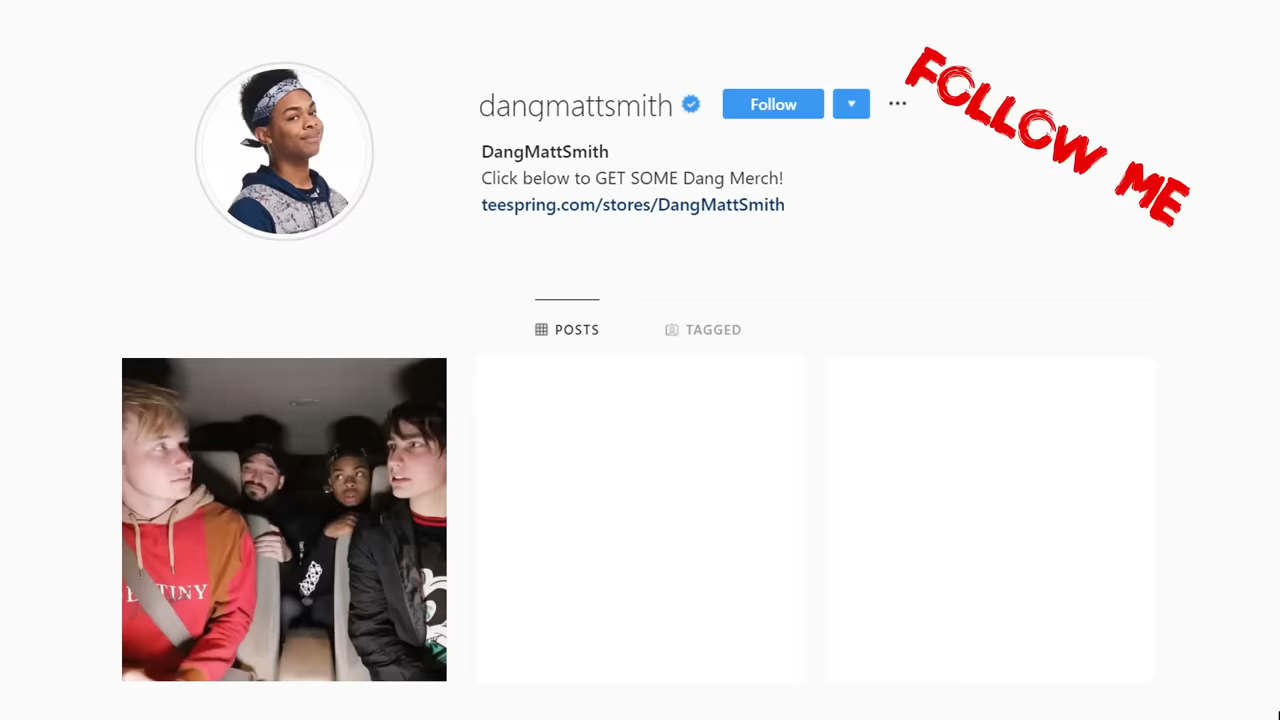 dangmattsmith
Follow
FOLLOW ME
DangMattSmith
Click below to GET SOME Dang Merch!
teespring.com/stores/DangMattSmith
POSTS
TAGGED